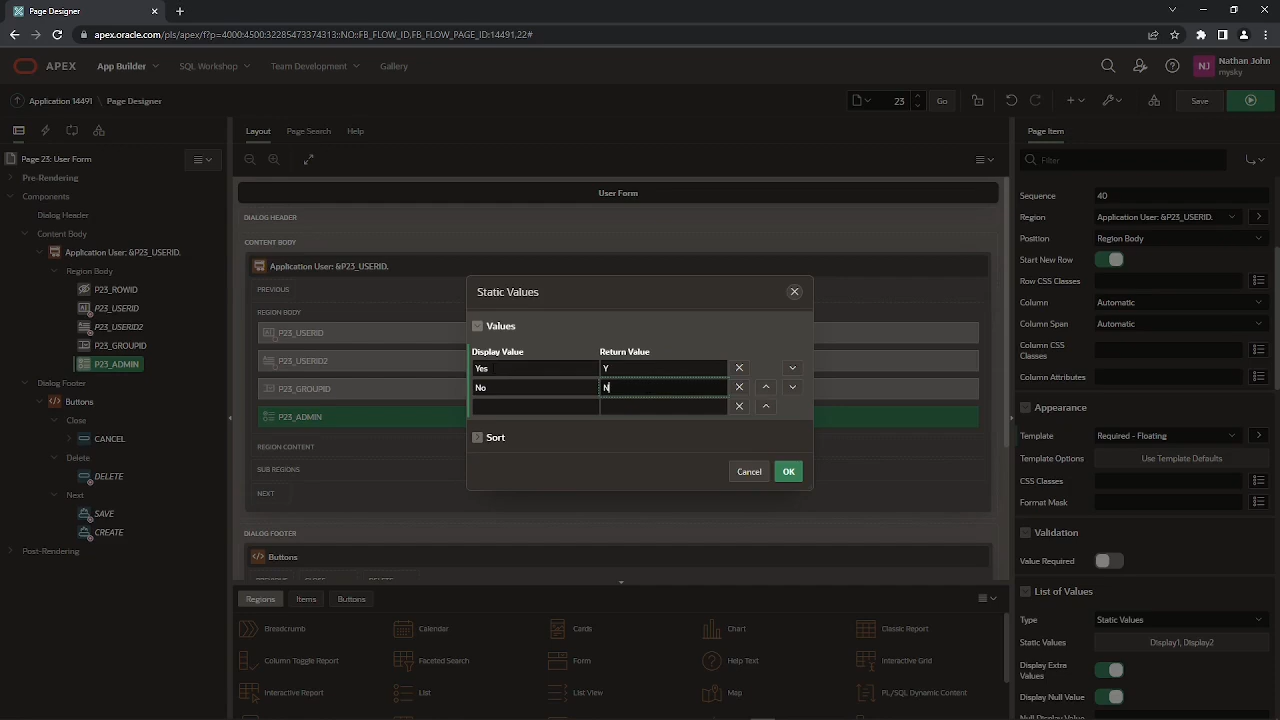 Page Designer
apex.oracle.com/pls/apex/f?p=4000:4500:32285473374313::NO::FB_FLOW_ID,FB_FLOW_PAGE_ID:14491,22#
APEX
App Builder
SQL Workshop
Team Development
Gallery
NJ
Nathan John
mysky
Application 14491
Page Designer
23
Go
Save
Page 23: User Form
Pre-Rendering
Components
Dialog Header
Content Body
Application User: &P23_USERID.
Region Body
P23_ROWID
P23_USERID
P23_USERID2
P23_GROUPID
P23_ADMIN
Dialog Footer
Buttons
Close
CANCEL
Delete
DELETE
Next
SAVE
CREATE
Post-Rendering
Layout
Page Search
Help
User Form
DIALOG HEADER
CONTENT BODY
Application User: &P23_USERID.
PREVIOUS
REGION BODY
P23_USERID
P23_USERID2
P23_GROUPID
P23_ADMIN
REGION CONTENT
SUB REGIONS
NEXT
DIALOG FOOTER
Buttons
Static Values
Values
Display Value
Return Value
Yes
Y
No
N
Sort
Cancel
OK
Regions
Items
Buttons
Breadcrumb
Calendar
Cards
Chart
Classic Report
Column Toggle Report
Faceted Search
Form
Help Text
Interactive Grid
Interactive Report
List
List View
Map
PL/SQL Dynamic Content
Page Item
Filter
Sequence
40
Region
Application User: &P23_USERID.
Position
Region Body
Start New Row
Row CSS Classes
Column
Automatic
Column Span
Automatic
Column CSS
Classes
Column Attributes
Appearance
Template
Required - Floating
Template Options
Use Template Defaults
CSS Classes
Format Mask
Validation
Value Required
List of Values
Type
Static Values
Static Values
Display1, Display2
Display Extra
Values
Display Null Value
Null Display Value